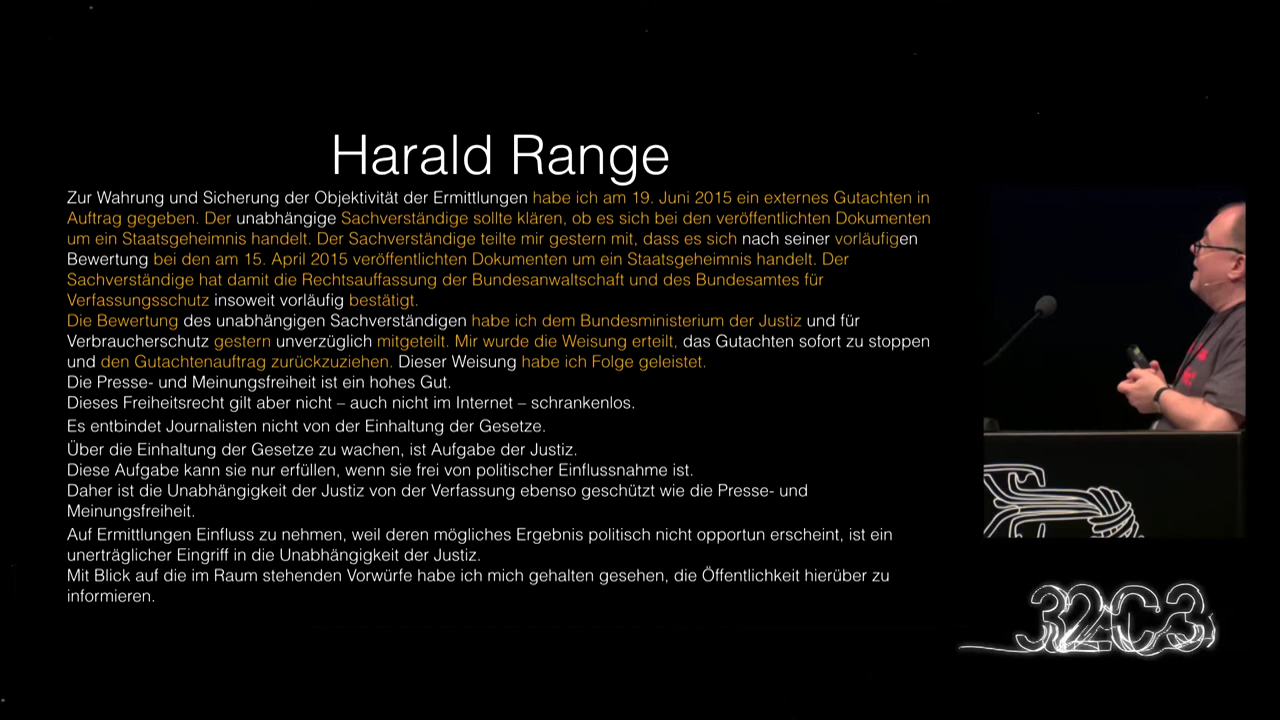 Harald Range
Zur Wahrung und Sicherung der Objektivität der Ermittlungen habe ich am 19. Juni 2015 ein externes Gutachten in
Auftrag gegeben. Der unabhängige Sachverständige sollte klären, ob es sich bei den veröffentlichten Dokumenten
um ein Staatsgeheimnis handelt. Der Sachverständige teilte mir gestern mit, dass es sich nach seiner vorläufigen
Bewertung bei den am 15. April 2015 veröffentlichten Dokumenten um ein Staatsgeheimnis handelt. Der
Sachverständige hat damit die Rechtsauffassung der Bundesanwaltschaft und des Bundesamtes für
Verfassungsschutz insoweit vorläufig bestätigt.
Die Bewertung des unabhängigen Sachverständigen habe ich dem Bundesministerium der Justiz und für
Verbraucherschutz gestern unverzüglich mitgeteilt. Mir wurde die Weisung erteilt, das Gutachten sofort zu stoppen
und den Gutachtenauftrag zurückzuziehen. Dieser Weisung habe ich Folge geleistet.
Die Presse- und Meinungsfreiheit ist ein hohes Gut.
Dieses Freiheitsrecht gilt aber nicht – auch nicht im Internet – schrankenlos.
Es entbindet Journalisten nicht von der Einhaltung der Gesetze.
Über die Einhaltung der Gesetze zu wachen, ist Aufgabe der Justiz.
Diese Aufgabe kann sie nur erfüllen, wenn sie frei von politischer Einflussnahme ist.
Daher ist die Unabhängigkeit der Justiz von der Verfassung ebenso geschützt wie die Presse- und
Meinungsfreiheit.
Auf Ermittlungen Einfluss zu nehmen, weil deren mögliches Ergebnis politisch nicht opportun erscheint, ist ein
unerträglicher Eingriff in die Unabhängigkeit der Justiz.
Mit Blick auf die im Raum stehenden Vorwürfe habe ich mich gehalten gesehen, die Öffentlichkeit hierüber zu
informieren.
32C3